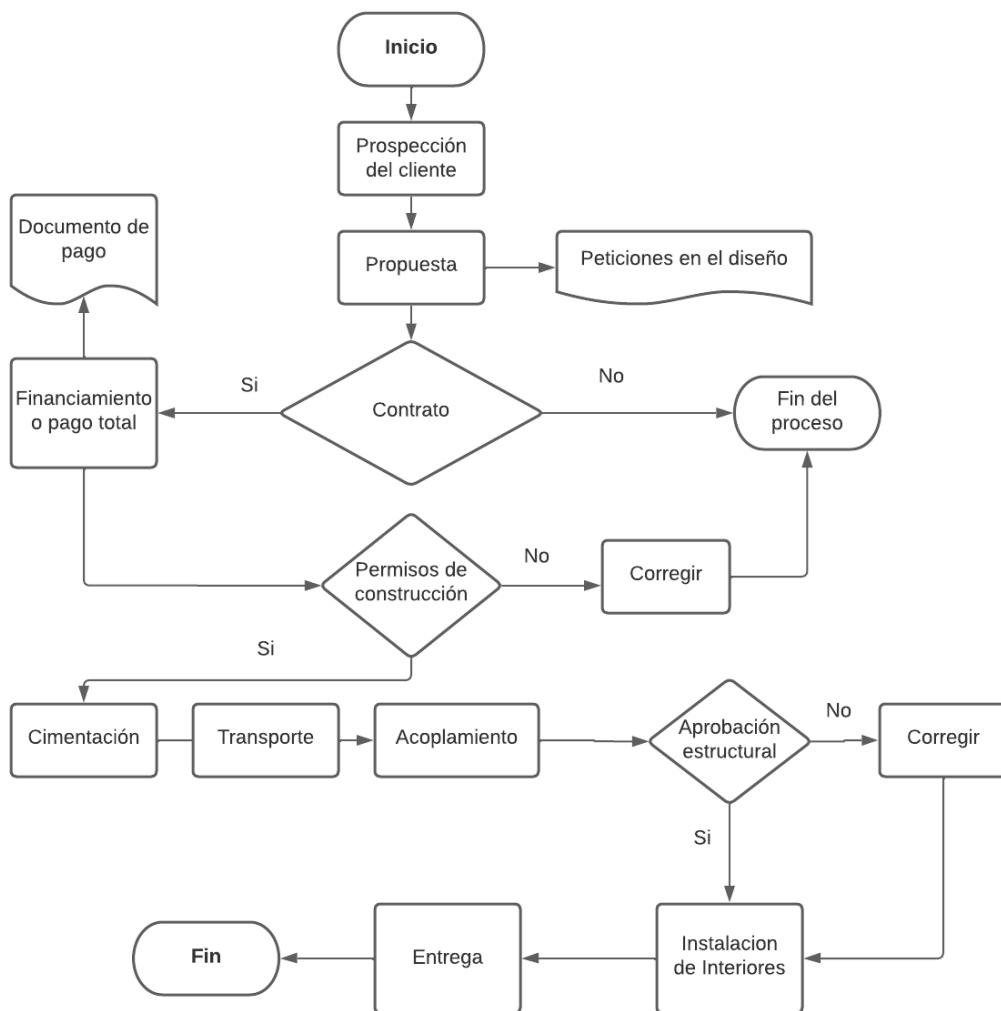 Inicio
Prospección
del cliente
Documento de
pago
Propuesta
Peticiones en el diseño
Si
No
Financiamiento
o pago total
Contrato
Fin del
proceso
Permisos de
construcción
No
Corregir
Si
Cimentación
Transporte
Acoplamiento
Aprobación
estructural
No
Corregir
Si
Fin
Entrega
Instalacion
de Interiores